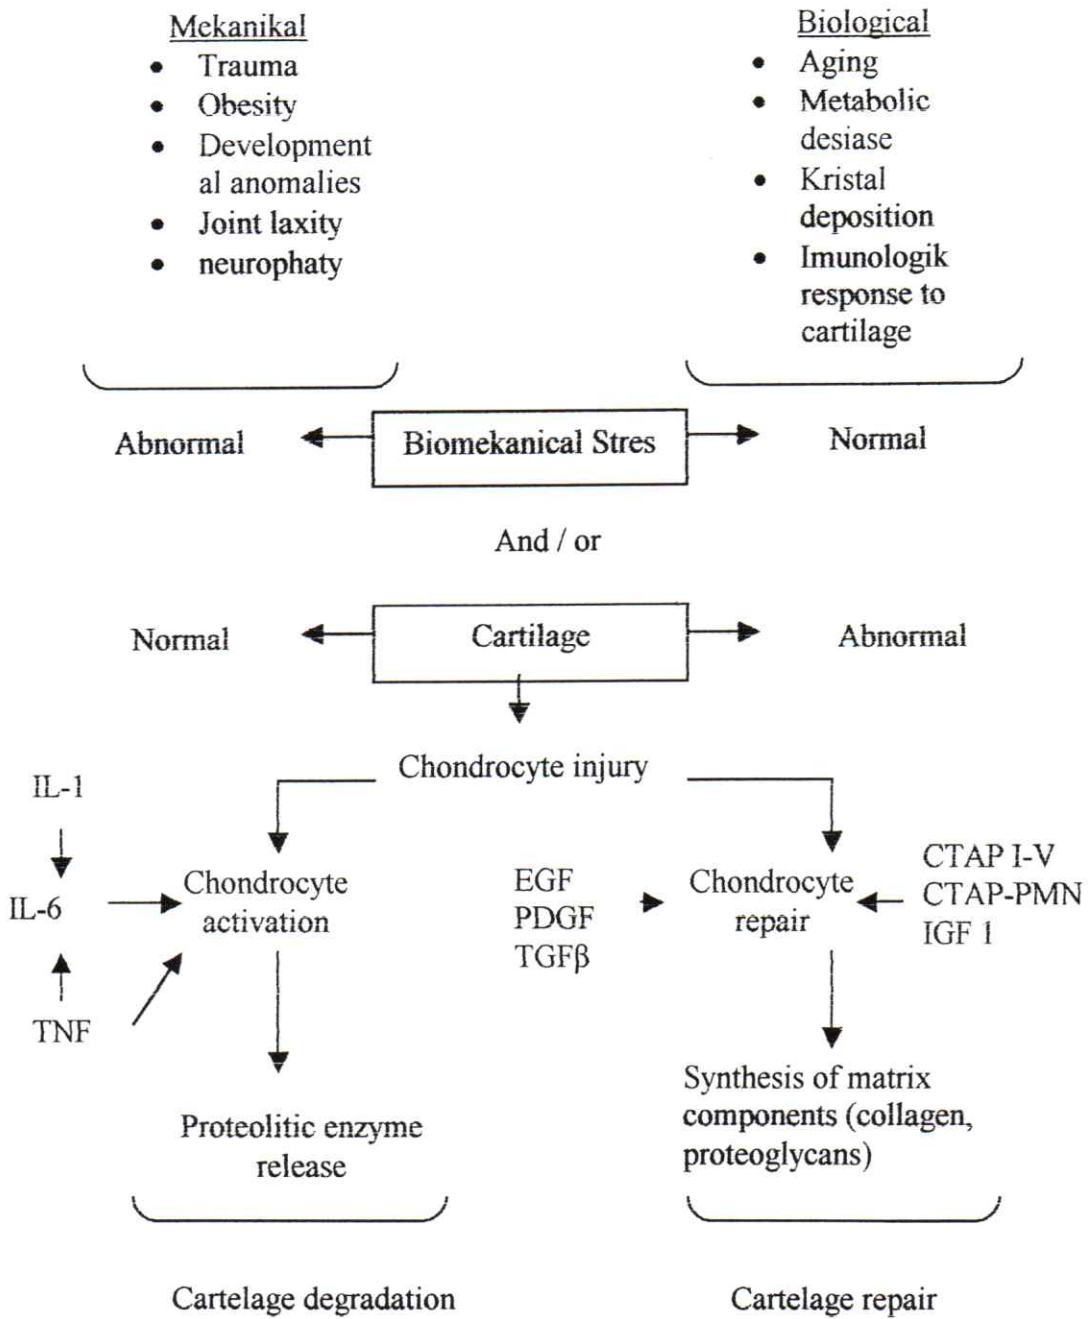 Mekanikal
• Trauma
• Obesity
• Development
al anomalies
• Joint laxity
• neurophaty
Biological
• Aging
• Metabolic
desiase
• Kristal
deposition
• Imunologik
response to
cartilage
Abnormal
Biomekanical Stres
Normal
And / or
Normal
Cartilage
Abnormal
Chondrocyte injury
IL-1
IL-6
TNF
Chondrocyte
activation
EGF
PDGF
TGFβ
Chondrocyte
repair
CTAP I-V
CTAP-PMN
IGF 1
Proteolitic enzyme
release
Synthesis of matrix
components (collagen,
proteoglycans)
Cartelage degradation
Cartelage repair